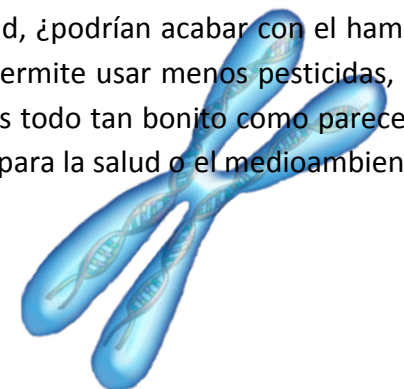 d, ¿podrían acabar con el ham
ermite usar menos pesticidas,
s todo tan bonito como parece
para la salud o el medioambien